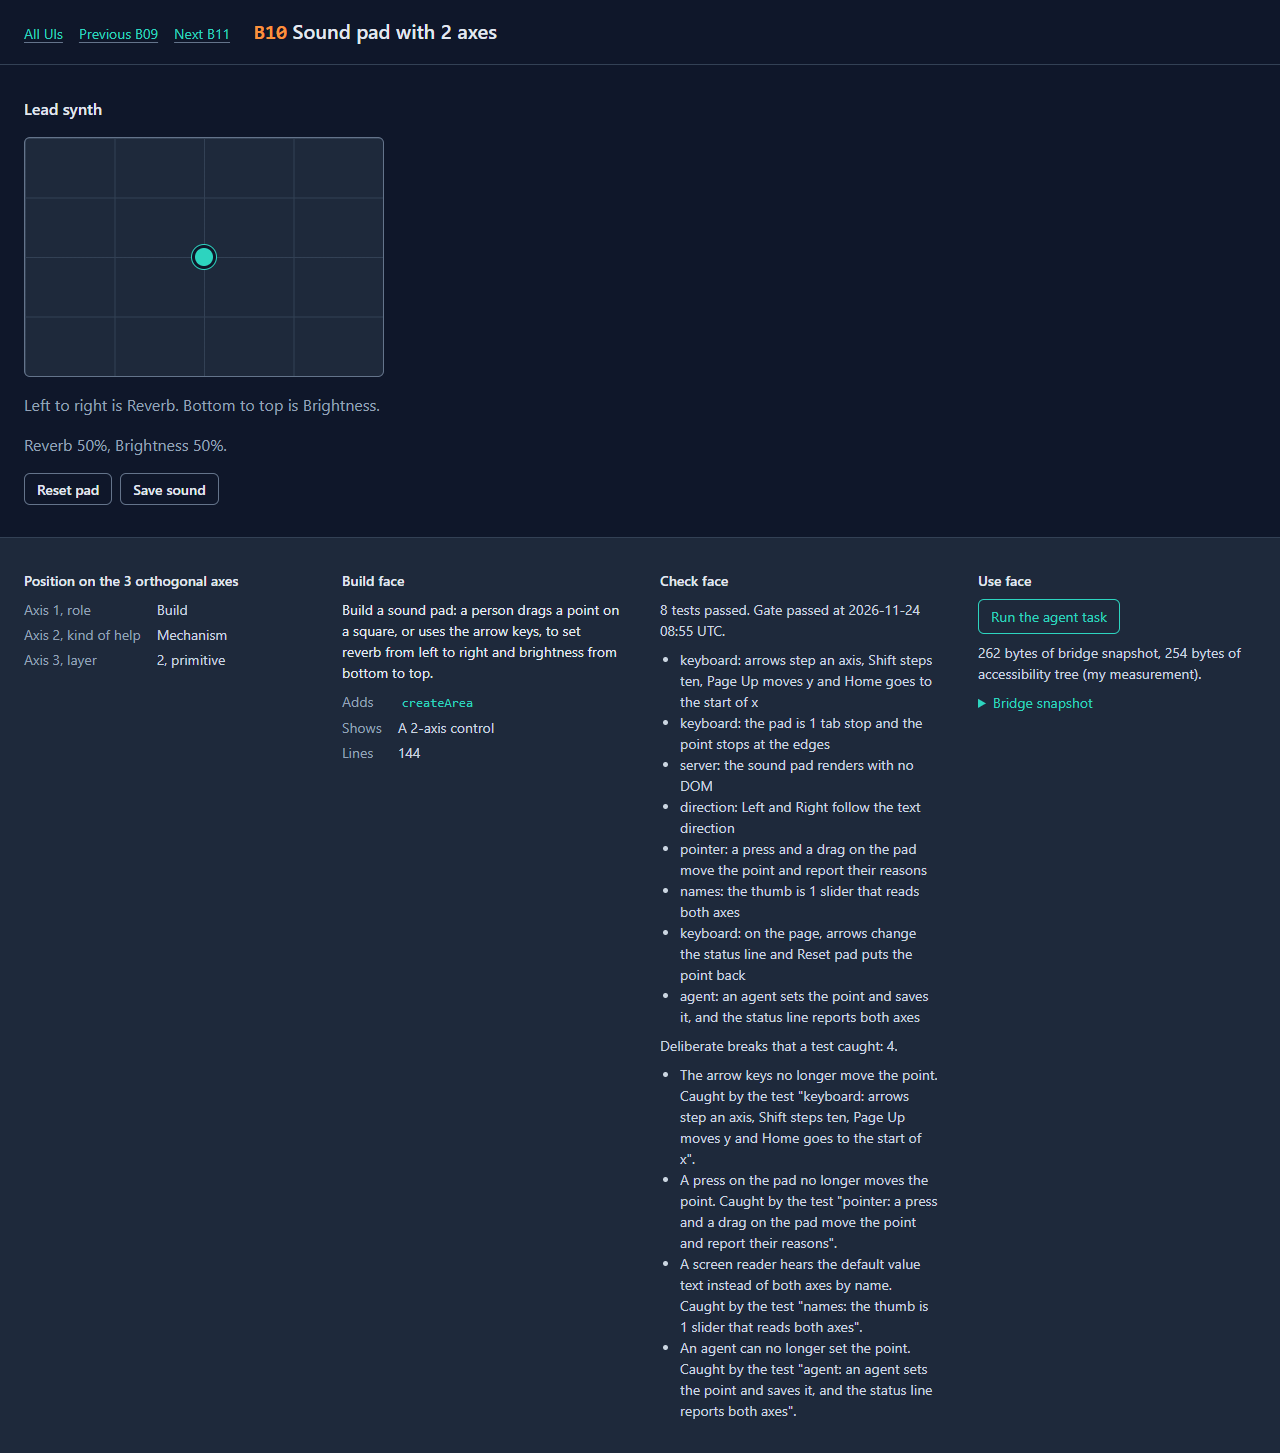 All UIs Previous B09 Next B11 B10 Sound pad with 2 axes
Lead synth
Left to right is Reverb. Bottom to top is Brightness.
Reverb 50%, Brightness 50%.
Reset pad Save sound
Position on the 3 orthogonal axes
Axis 1, role Build
Axis 2, kind of help Mechanism
Axis 3, layer 2, primitive
Build face
Build a sound pad: a person drags a point on
a square, or uses the arrow keys, to set
reverb from left to right and brightness from
bottom to top.
Adds createArea
Shows A 2-axis control
Lines 144
Check face
8 tests passed. Gate passed at 2026-11-24
08:55 UTC.
• keyboard: arrows step an axis, Shift steps
ten, Page Up moves y and Home goes to
the start of x
• keyboard: the pad is 1 tab stop and the
point stops at the edges
• server: the sound pad renders with no
DOM
• direction: Left and Right follow the text
direction
• pointer: a press and a drag on the pad
move the point and report their reasons
• names: the thumb is 1 slider that reads
both axes
• keyboard: on the page, arrows change
the status line and Reset pad puts the
point back
• agent: an agent sets the point and saves
it, and the status line reports both axes
Deliberate breaks that a test caught: 4.
• The arrow keys no longer move the point.
Caught by the test "keyboard: arrows
step an axis, Shift steps ten, Page Up
moves y and Home goes to the start of
x".
• A press on the pad no longer moves the
point. Caught by the test "pointer: a press
and a drag on the pad move the point
and report their reasons".
• A screen reader hears the default value
text instead of both axes by name.
Caught by the test "names: the thumb is
1 slider that reads both axes".
• An agent can no longer set the point.
Caught by the test "agent: an agent sets
the point and saves it, and the status line
reports both axes".
Use face
Run the agent task
262 bytes of bridge snapshot, 254 bytes of
accessibility tree (my measurement).
▶ Bridge snapshot